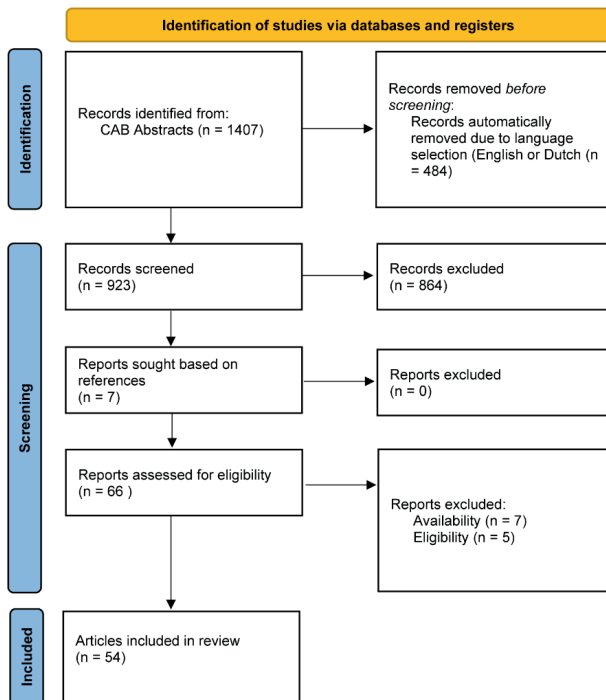 Identification of studies via databases and registers
Identification
Records identified from:
CAB Abstracts (n = 1407)
Records removed before
screening:
Records automatically
removed due to language
selection (English or Dutch (n
= 484)
Screening
Records screened
(n = 923)
Records excluded
(n = 864)
Reports sought based on
references
(n = 7)
Reports excluded
(n = 0)
Reports assessed for eligibility
(n = 66 )
Reports excluded:
Availability (n = 7)
Eligibility (n = 5)
Included
Articles included in review
(n = 54)